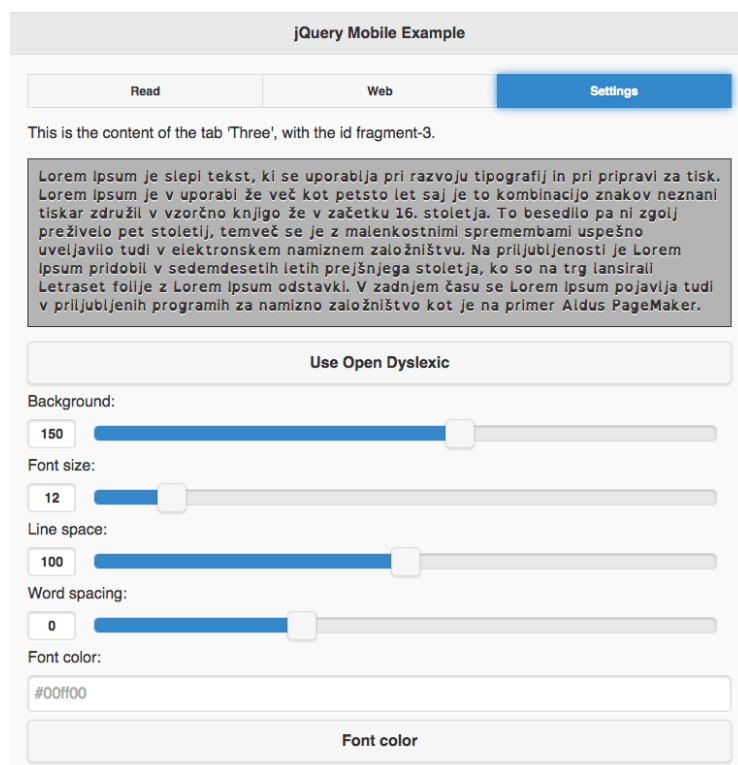 jQuery Mobile Example
Read Web Settings
This is the content of the tab 'Three', with the id fragment-3.
Lorem Ipsum je slepi tekst, ki se uporablja pri razvoju tipografij in pri pripravi za tisk.
Lorem Ipsum je v uporabi že več kot petsto let saj je to kombinacijo znakov neznani
tiskar združil v vzorčno knjigo že v začetku 16. stoletja. To besedilo pa ni zgolj
preživelo pet stoletij, temveč se je z malenkostnimi spremembami uspešno
uveljavilo tudi v elektronskem namiznem založništvu. Na priljubljenosti je Lorem
Ipsum pridobil v sedemdesetih letih prejšnjega stoletja, ko so na trg lansirali
Letraset folije z Lorem Ipsum odstavki. V zadnjem času se Lorem Ipsum pojavlja tudi
v priljubljenih programih za namizno založništvo kot je na primer Aldus PageMaker.
Use Open Dyslexic
Background:
150
Font size:
12
Line space:
100
Word spacing:
0
Font color:
#00ff00
Font color